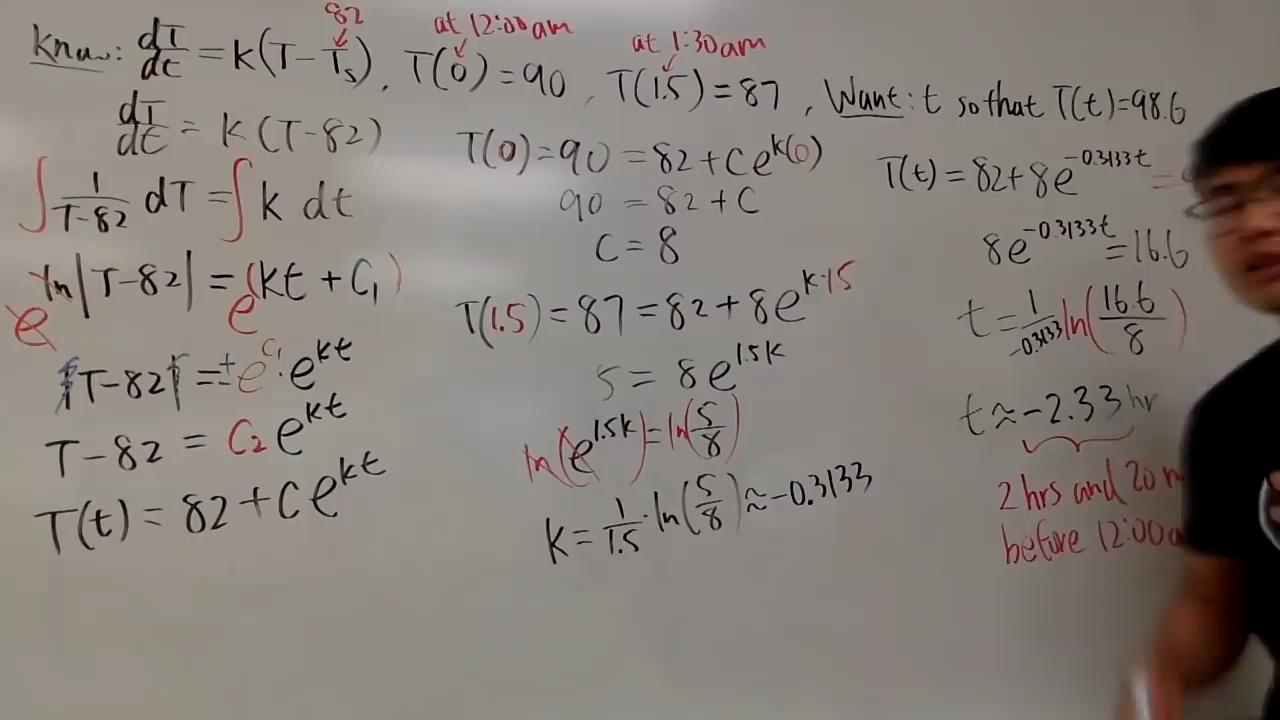 82
at 12:00 am
at 1:30 am
Know: dT/dt = k(T-Ts), T(0) = 90, T(1.5) = 87, Want: t so that T(t)=98.6
dT/dt = k(T-82)
∫ 1/(T-82) dT = ∫ k dt
e^(ln|T-82|) = e^(kt + C₁)
|T-82| = ± e^(C₁) · e^(kt)
T-82 = C₂e^(kt)
T(t) = 82 + Ce^(kt)
T(0) = 90 = 82 + Ce^(k(0))
90 = 82 + C
C = 8
T(1.5) = 87 = 82 + 8e^(k·1.5)
5 = 8e^(1.5k)
ln(e^(1.5k)) = ln(5/8)
k = 1/1.5 · ln(5/8) ≈ -0.3133
T(t) = 82 + 8e^(-0.3133t) =
8e^(-0.3133t) = 16.6
t = 1/-0.3133 ln(16.6/8)
t ≈ -2.33 hr
2 hrs and 20
before 12:00